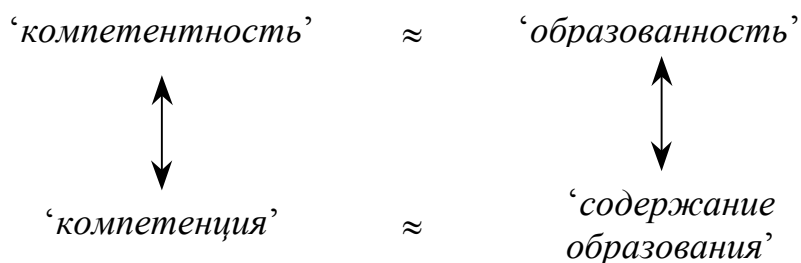 ‘компетентность’ ≈ ‘образованность’
‘компетенция’ ≈ ‘содержание
образования’